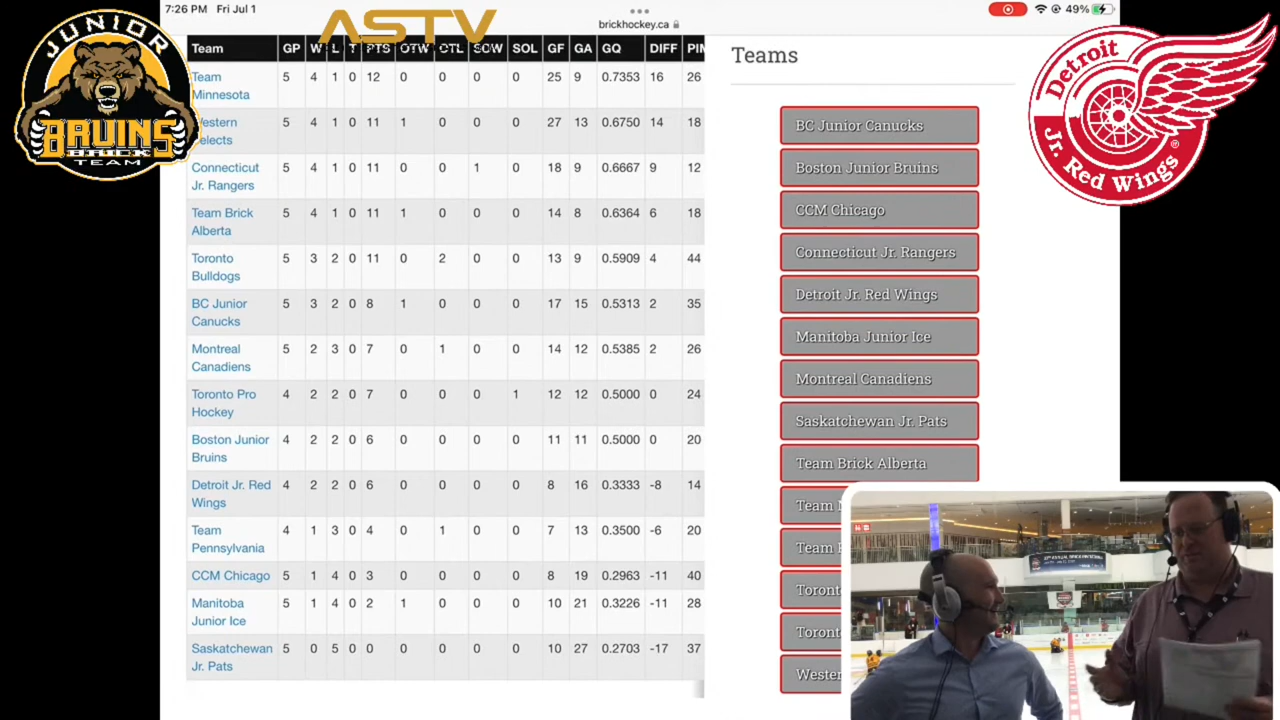 7:26 PM Fri Jul 1
brickhockey.ca
49%
ASTV
JUNIOR
BRUINS
BRICK
TEAM
Detroit
Jr. Red Wings
®
Team GP W L T PTS OTW OTL SOW SOL GF GA GQ DIFF PIM
Team Minnesota 5 4 1 0 12 0 0 0 0 25 9 0.7353 16 26
Western Selects 5 4 1 0 11 1 0 0 0 27 13 0.6750 14 18
Connecticut Jr. Rangers 5 4 1 0 11 0 0 1 0 18 9 0.6667 9 12
Team Brick Alberta 5 4 1 0 11 1 0 0 0 14 8 0.6364 6 18
Toronto Bulldogs 5 3 2 0 11 0 2 0 0 13 9 0.5909 4 44
BC Junior Canucks 5 3 2 0 8 1 0 0 0 17 15 0.5313 2 35
Montreal Canadiens 5 2 3 0 7 0 1 0 0 14 12 0.5385 2 26
Toronto Pro Hockey 4 2 2 0 7 0 0 0 1 12 12 0.5000 0 24
Boston Junior Bruins 4 2 2 0 6 0 0 0 0 11 11 0.5000 0 20
Detroit Jr. Red Wings 4 2 2 0 6 0 0 0 0 8 16 0.3333 -8 14
Team Pennsylvania 4 1 3 0 4 0 1 0 0 7 13 0.3500 -6 20
CCM Chicago 5 1 4 0 3 0 0 0 0 8 19 0.2963 -11 40
Manitoba Junior Ice 5 1 4 0 2 1 0 0 0 10 21 0.3226 -11 28
Saskatchewan Jr. Pats 5 0 5 0 0 0 0 0 0 10 27 0.2703 -17 37
Teams
BC Junior Canucks
Boston Junior Bruins
CCM Chicago
Connecticut Jr. Rangers
Detroit Jr. Red Wings
Manitoba Junior Ice
Montreal Canadiens
Saskatchewan Jr. Pats
Team Brick Alberta
Team
Team
Toront
Toront
Wester